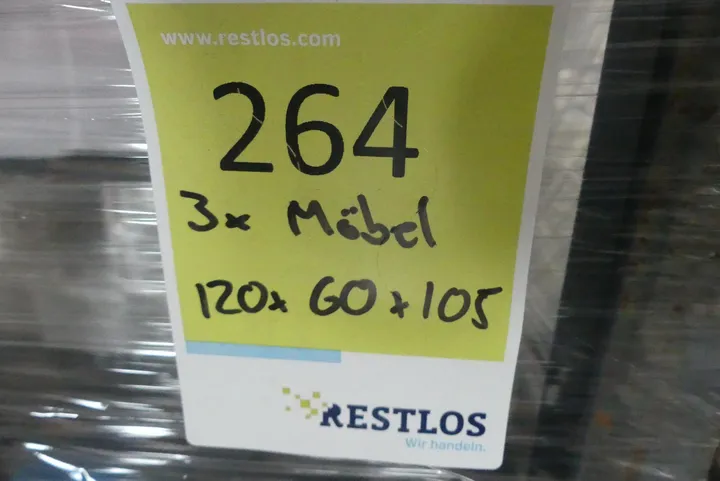 www.restlos.com
264
3x Möbel
120x 60x105
RESTLOS
Wir handeln.